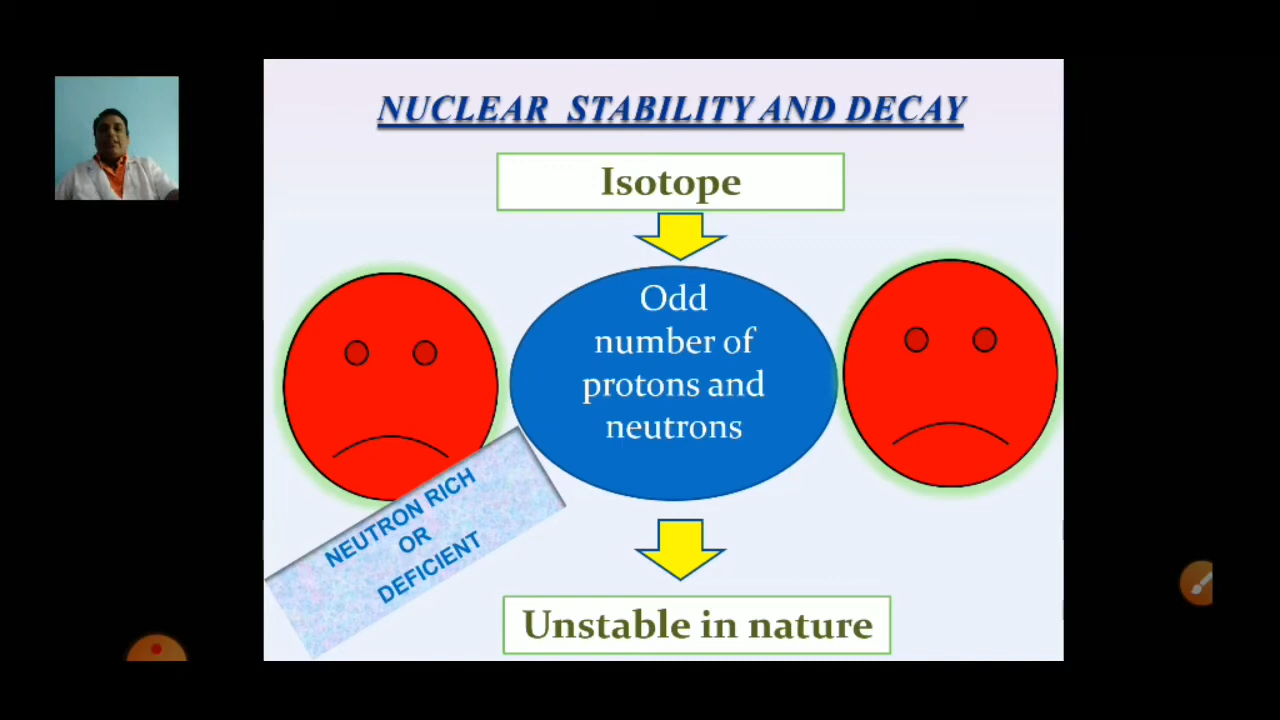 NUCLEAR STABILITY AND DECAY
Isotope
Odd
number of
protons and
neutrons
NEUTRON RICH
OR
DEFICIENT
Unstable in nature